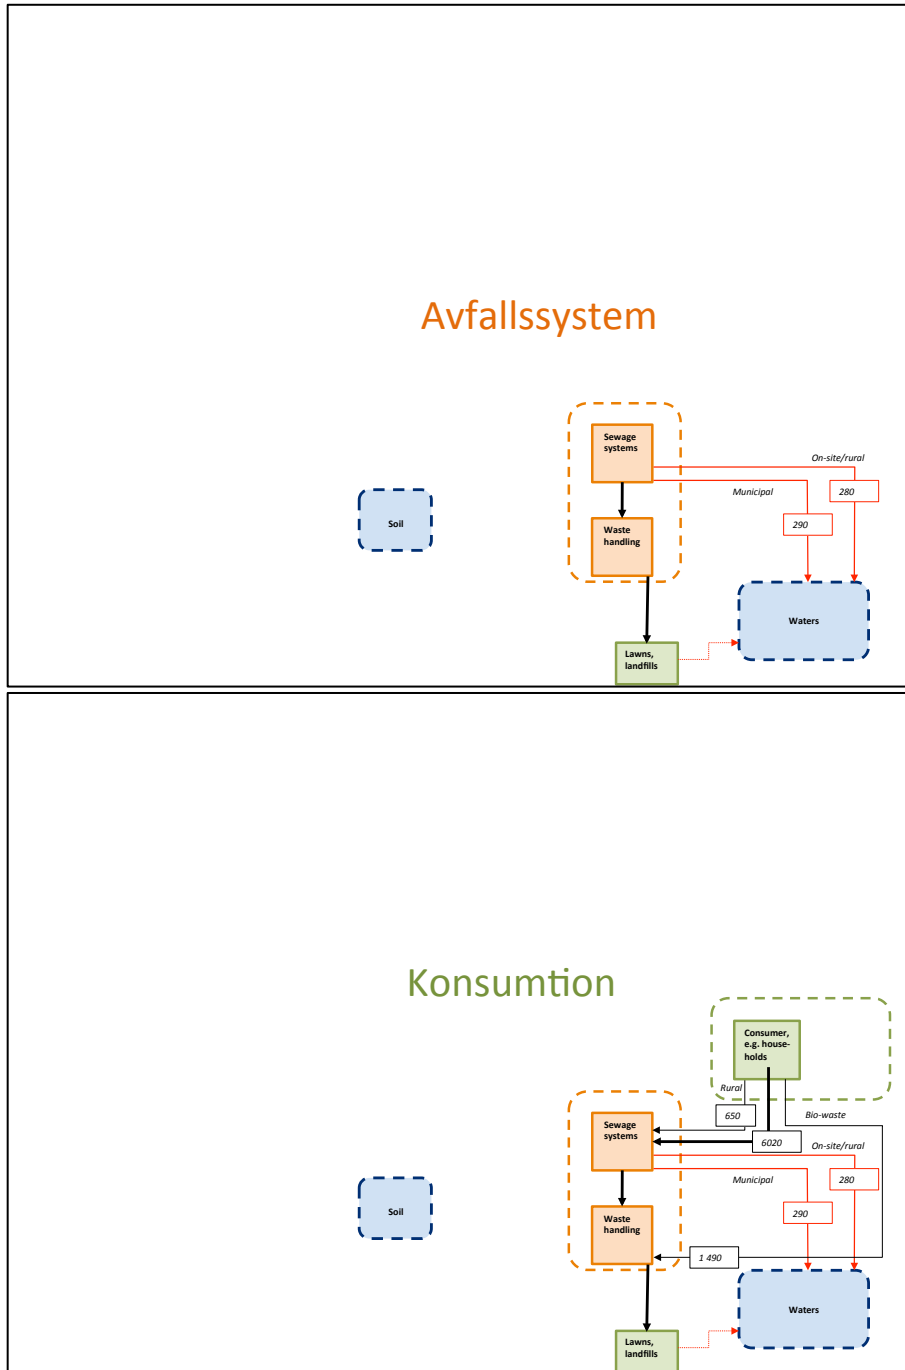 Avfallssystem
Sewage
systems
On-site/rural
Municipal
280
290
Soil
Waste
handling
Waters
Lawns,
landfills
Konsumtion
Consumer,
e.g. house-
holds
Rural
650
Bio-waste
Sewage
systems
6020
On-site/rural
Municipal
280
290
Soil
Waste
handling
1 490
Waters
Lawns,
landfills